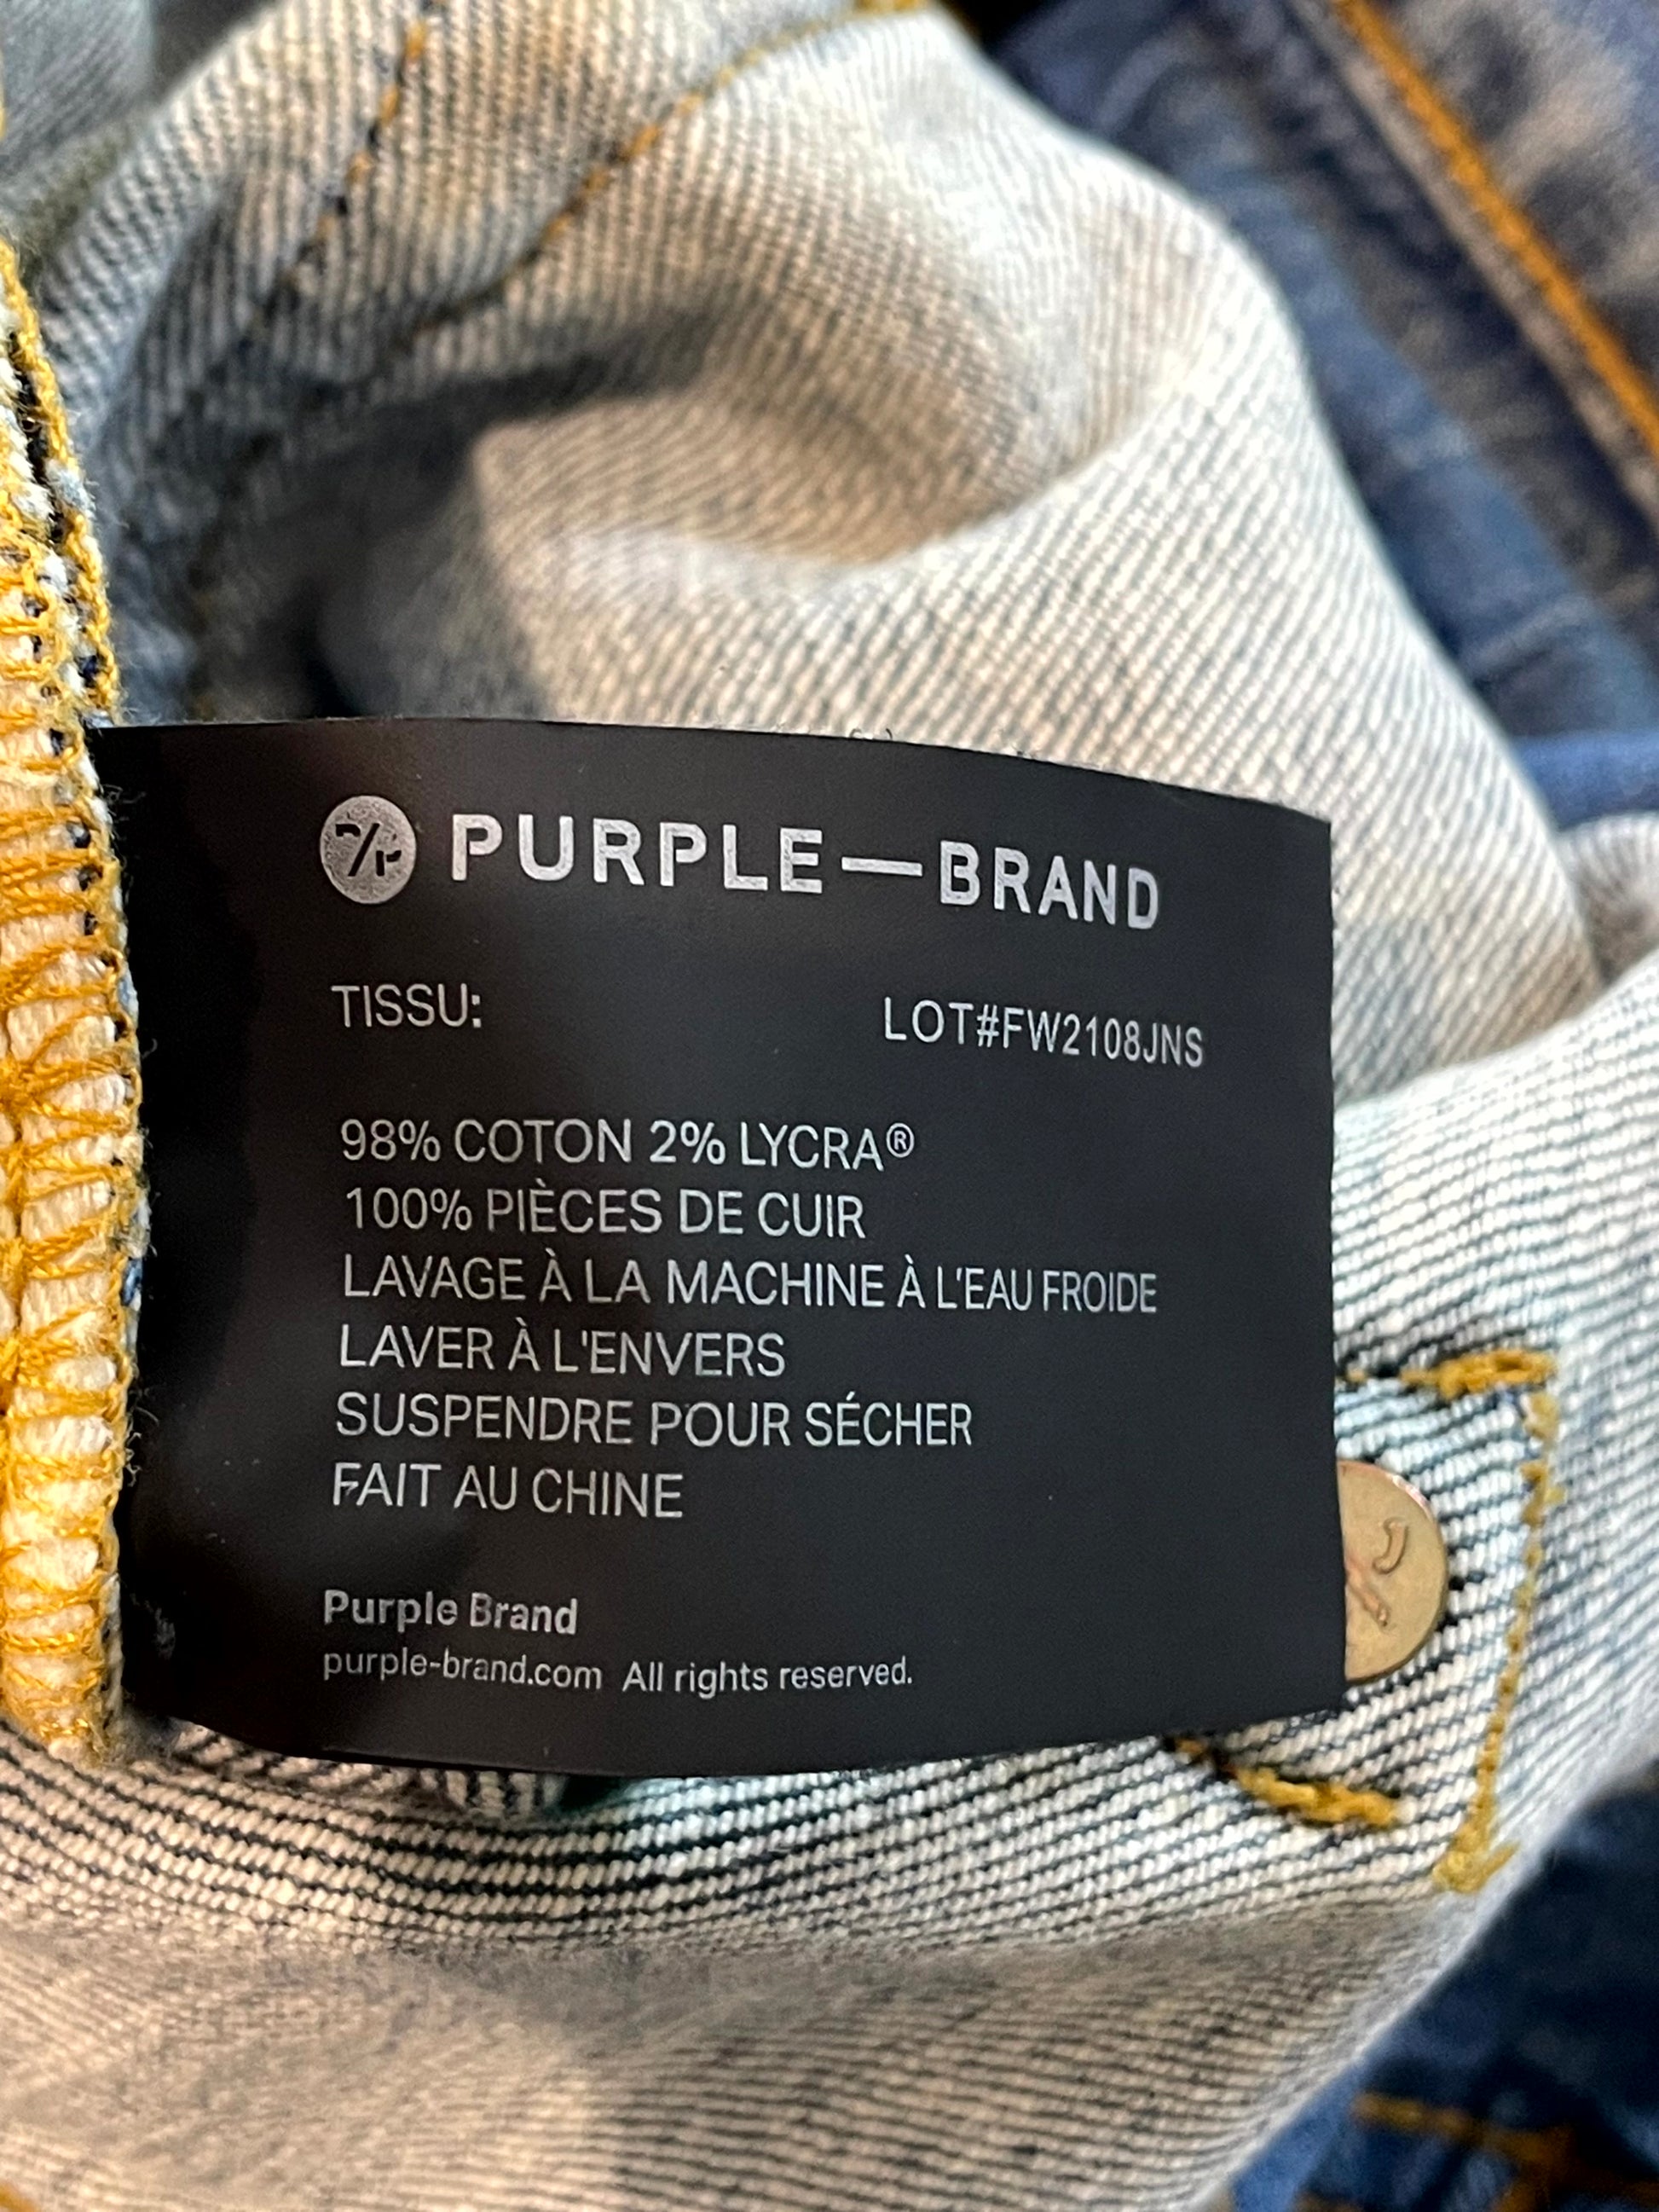 PURPLE—BRAND
TISSU:
LOT#FW2108JNS
98% COTON 2% LYCRA®
100% PIÈCES DE CUIR
LAVAGE À LA MACHINE À L'EAU FROIDE
LAVER À L'ENVERS
SUSPENDRE POUR SÉCHER
FAIT AU CHINE
Purple Brand
purple-brand.com All rights reserved.